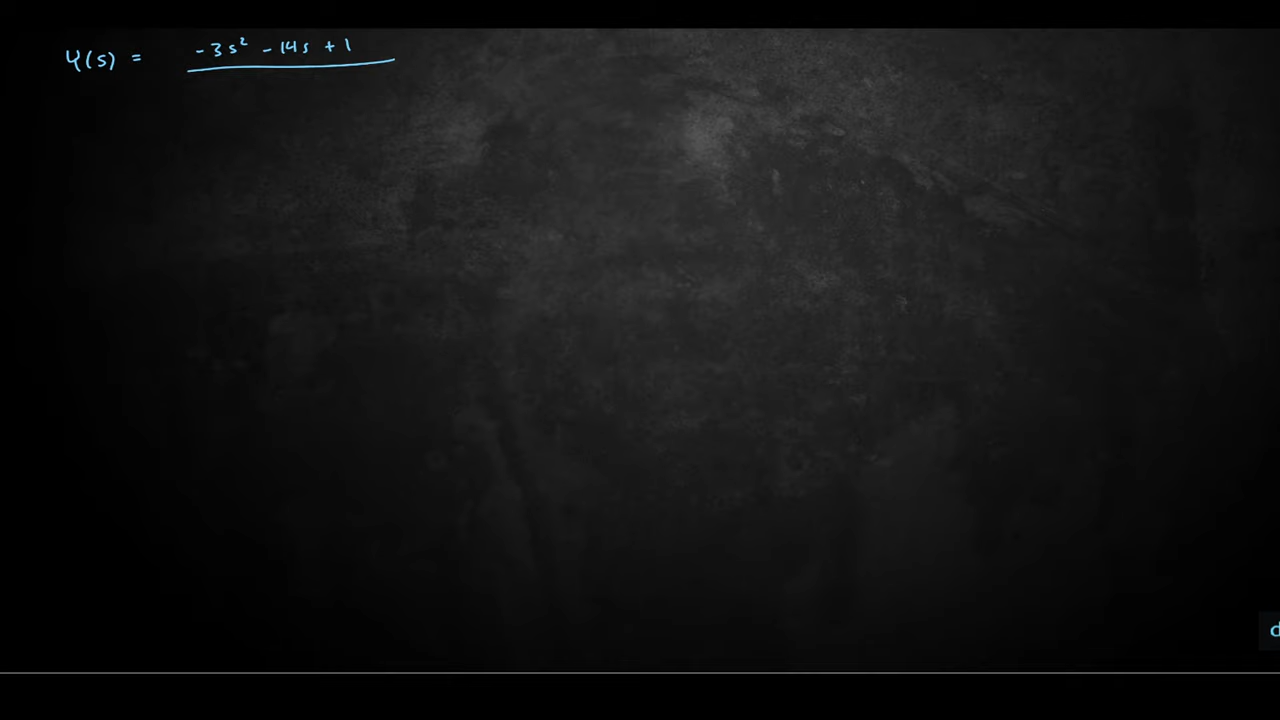 Y(s) = -3s² - 14s + 1